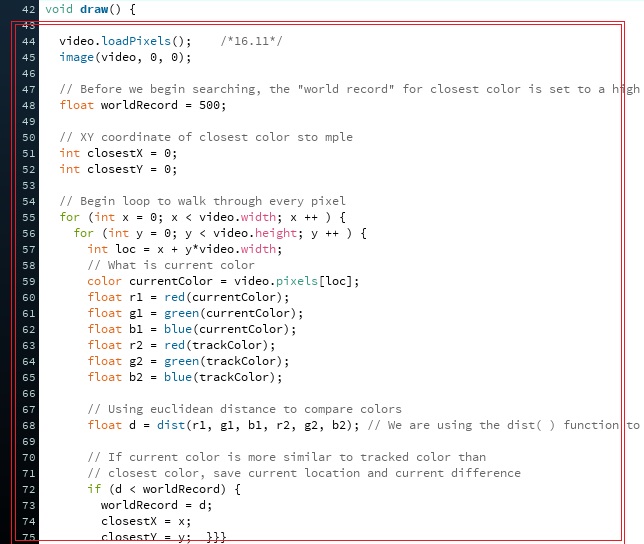 42 void draw() {
43
44 video.loadPixels(); /*16.11*/
45 image(video, 0, 0);
46
47 // Before we begin searching, the "world record" for closest color is set to a high
48 float worldRecord = 500;
49
50 // XY coordinate of closest color sto mple
51 int closestX = 0;
52 int closestY = 0;
53
54 // Begin loop to walk through every pixel
55 for (int x = 0; x < video.width; x ++ ) {
56 for (int y = 0; y < video.height; y ++ ) {
57 int loc = x + y*video.width;
58 // What is current color
59 color currentColor = video.pixels[loc];
60 float r1 = red(currentColor);
61 float g1 = green(currentColor);
62 float b1 = blue(currentColor);
63 float r2 = red(trackColor);
64 float g2 = green(trackColor);
65 float b2 = blue(trackColor);
66
67 // Using euclidean distance to compare colors
68 float d = dist(r1, g1, b1, r2, g2, b2); // We are using the dist( ) function to
69
70 // If current color is more similar to tracked color than
71 // closest color, save current location and current difference
72 if (d < worldRecord) {
73 worldRecord = d;
74 closestX = x;
75 closestY = y; }}}